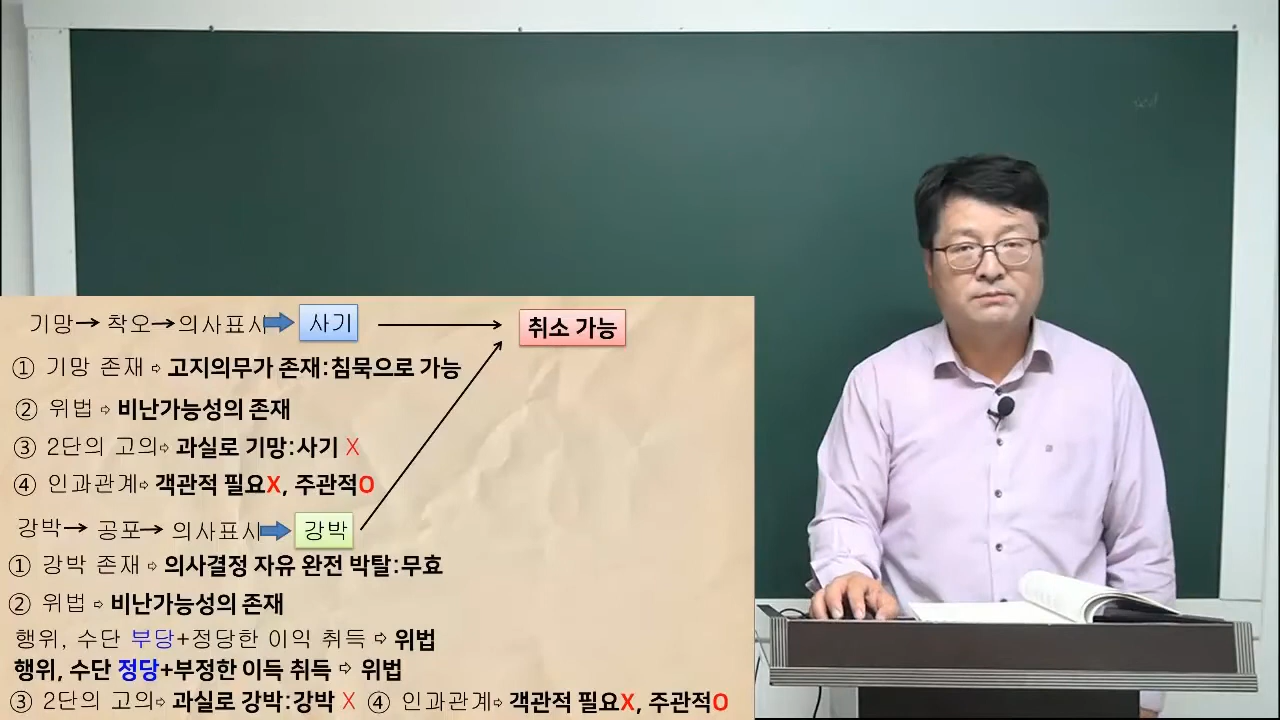 기망→ 착오→의사표시 ➡ 사기 → 취소 가능
① 기망 존재 ⇨ 고지의무가 존재:침묵으로 가능
② 위법 ⇨ 비난가능성의 존재
③ 2단의 고의⇨ 과실로 기망:사기 X
④ 인과관계⇨ 객관적 필요X, 주관적O
강박→ 공포→ 의사표시 ➡ 강박
① 강박 존재 ⇨ 의사결정 자유 완전 박탈:무효
② 위법 ⇨ 비난가능성의 존재
행위, 수단 부당+정당한 이익 취득 ⇨ 위법
행위, 수단 정당+부정한 이득 취득 ⇨ 위법
③ 2단의 고의⇨ 과실로 강박:강박 X ④ 인과관계⇨ 객관적 필요X, 주관적O